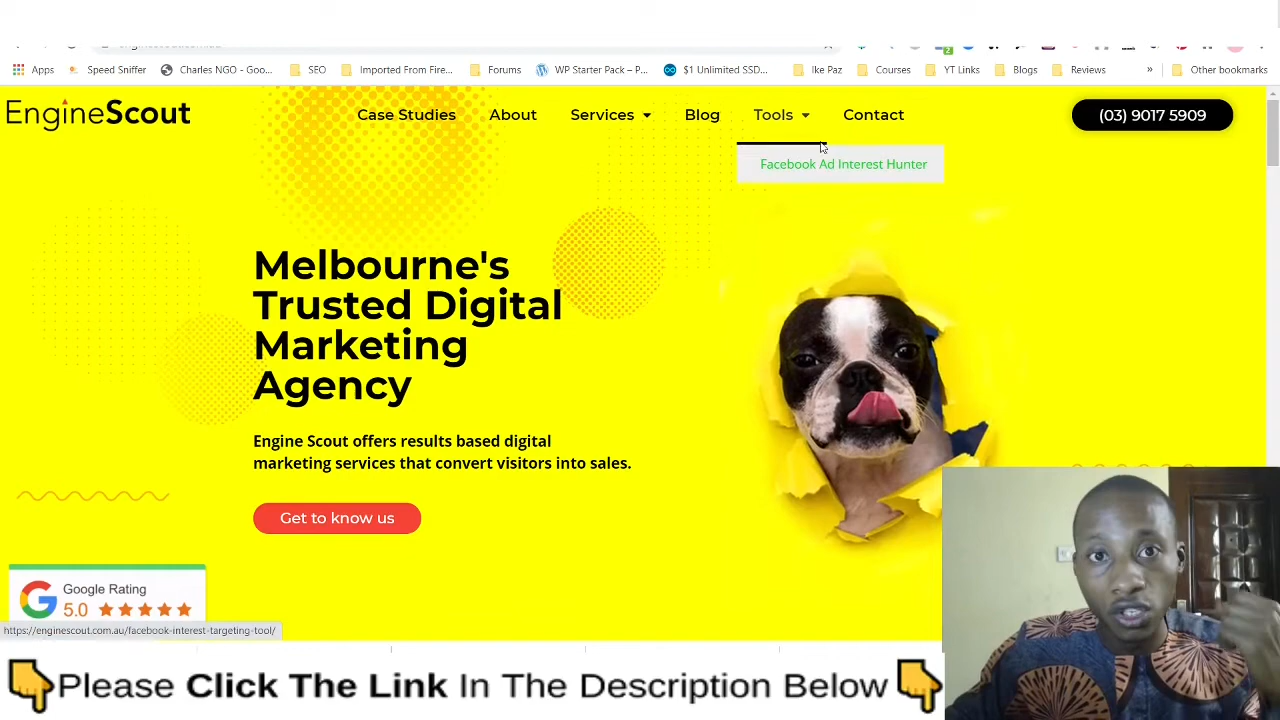 Apps
Speed Sniffer
Charles NGO - Goo...
SEO
Imported From Fire...
Forums
WP Starter Pack – P...
$1 Unlimited SSD...
Ike Paz
Courses
YT Links
Blogs
Reviews
»
Other bookmarks
EngineScout
Case Studies
About
Services
Blog
Tools
Contact
(03) 9017 5909
Facebook Ad Interest Hunter
Melbourne's
Trusted Digital
Marketing
Agency
Engine Scout offers results based digital
marketing services that convert visitors into sales.
Get to know us
Google Rating
5.0
https://enginescout.com.au/facebook-interest-targeting-tool/
Please Click The Link In The Description Below